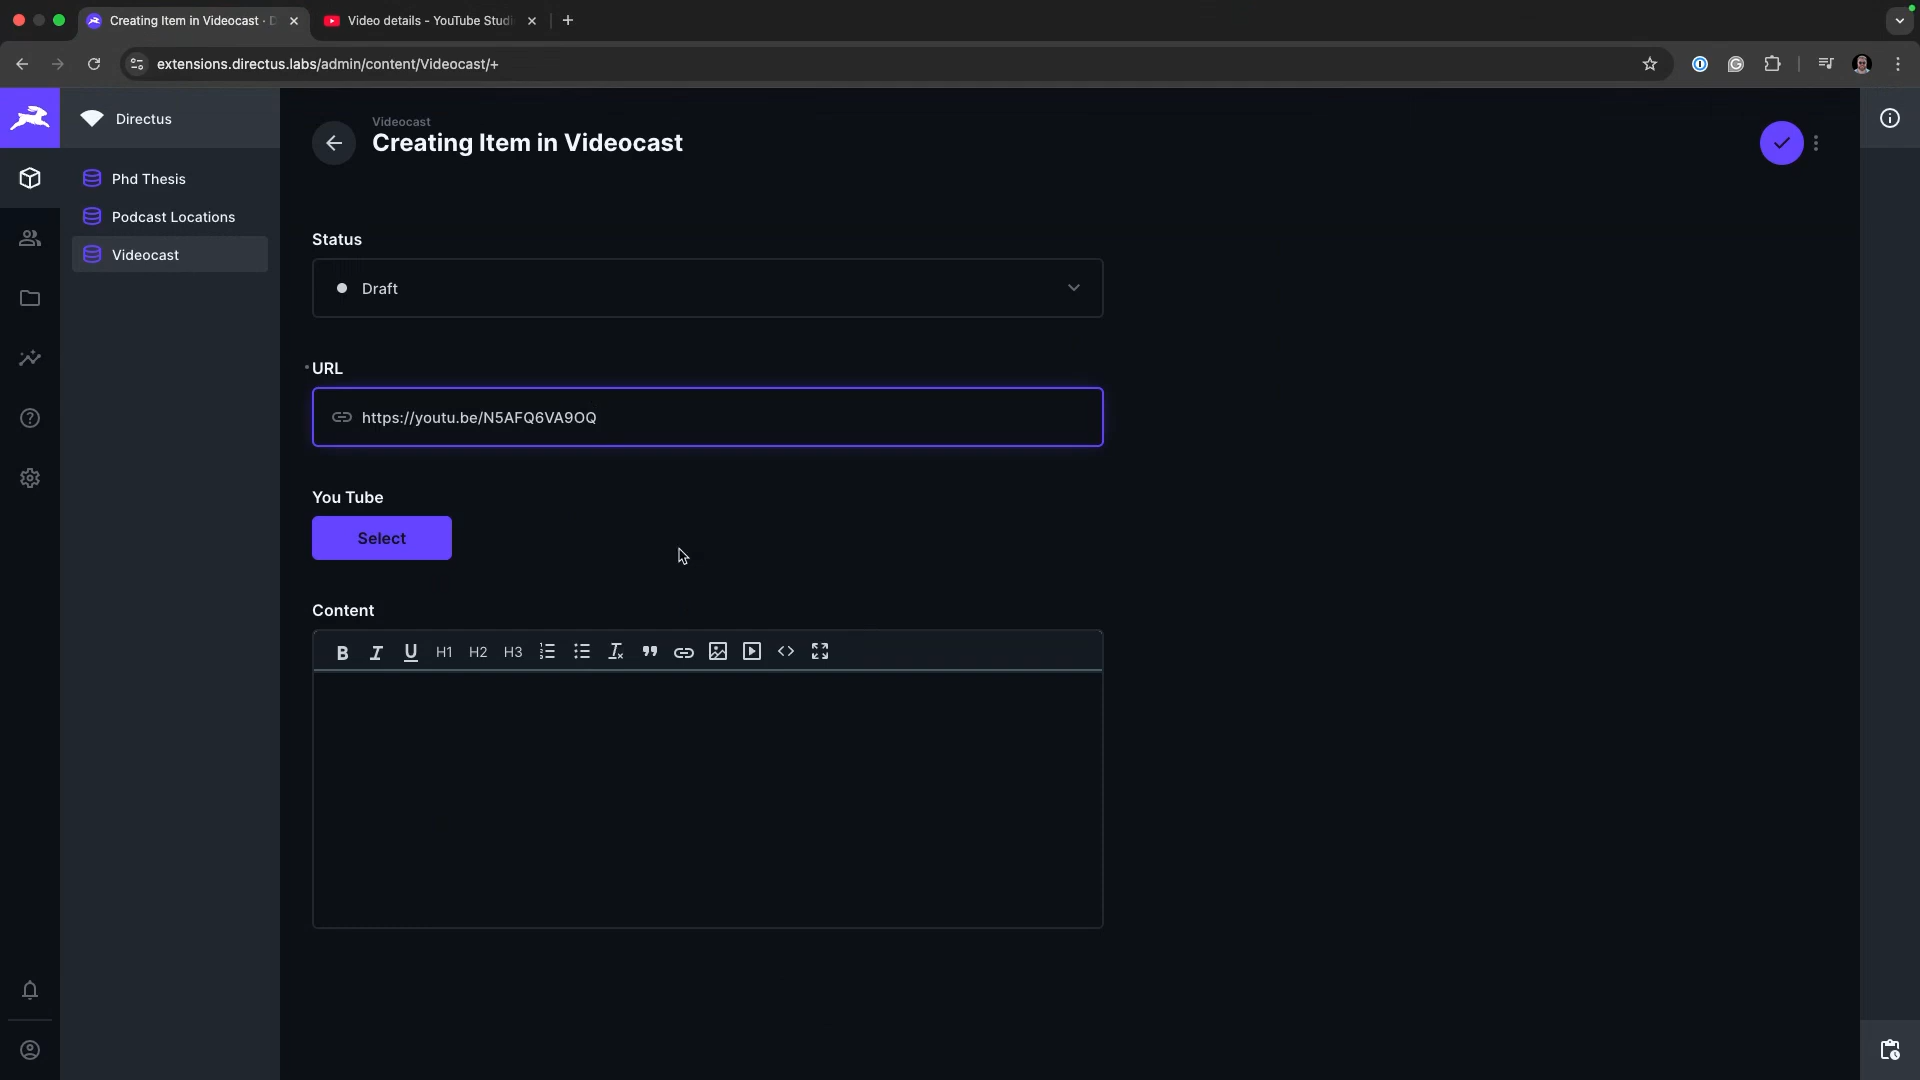 Creating Item in Videocast · D
Video details - YouTube Studi
extensions.directus.labs/admin/content/Videocast/+
Directus
Phd Thesis
Podcast Locations
Videocast
Videocast
Creating Item in Videocast
Status
Draft
URL
https://youtu.be/N5AFQ6VA9OQ
You Tube
Select
Content
B I U H1 H2 H3